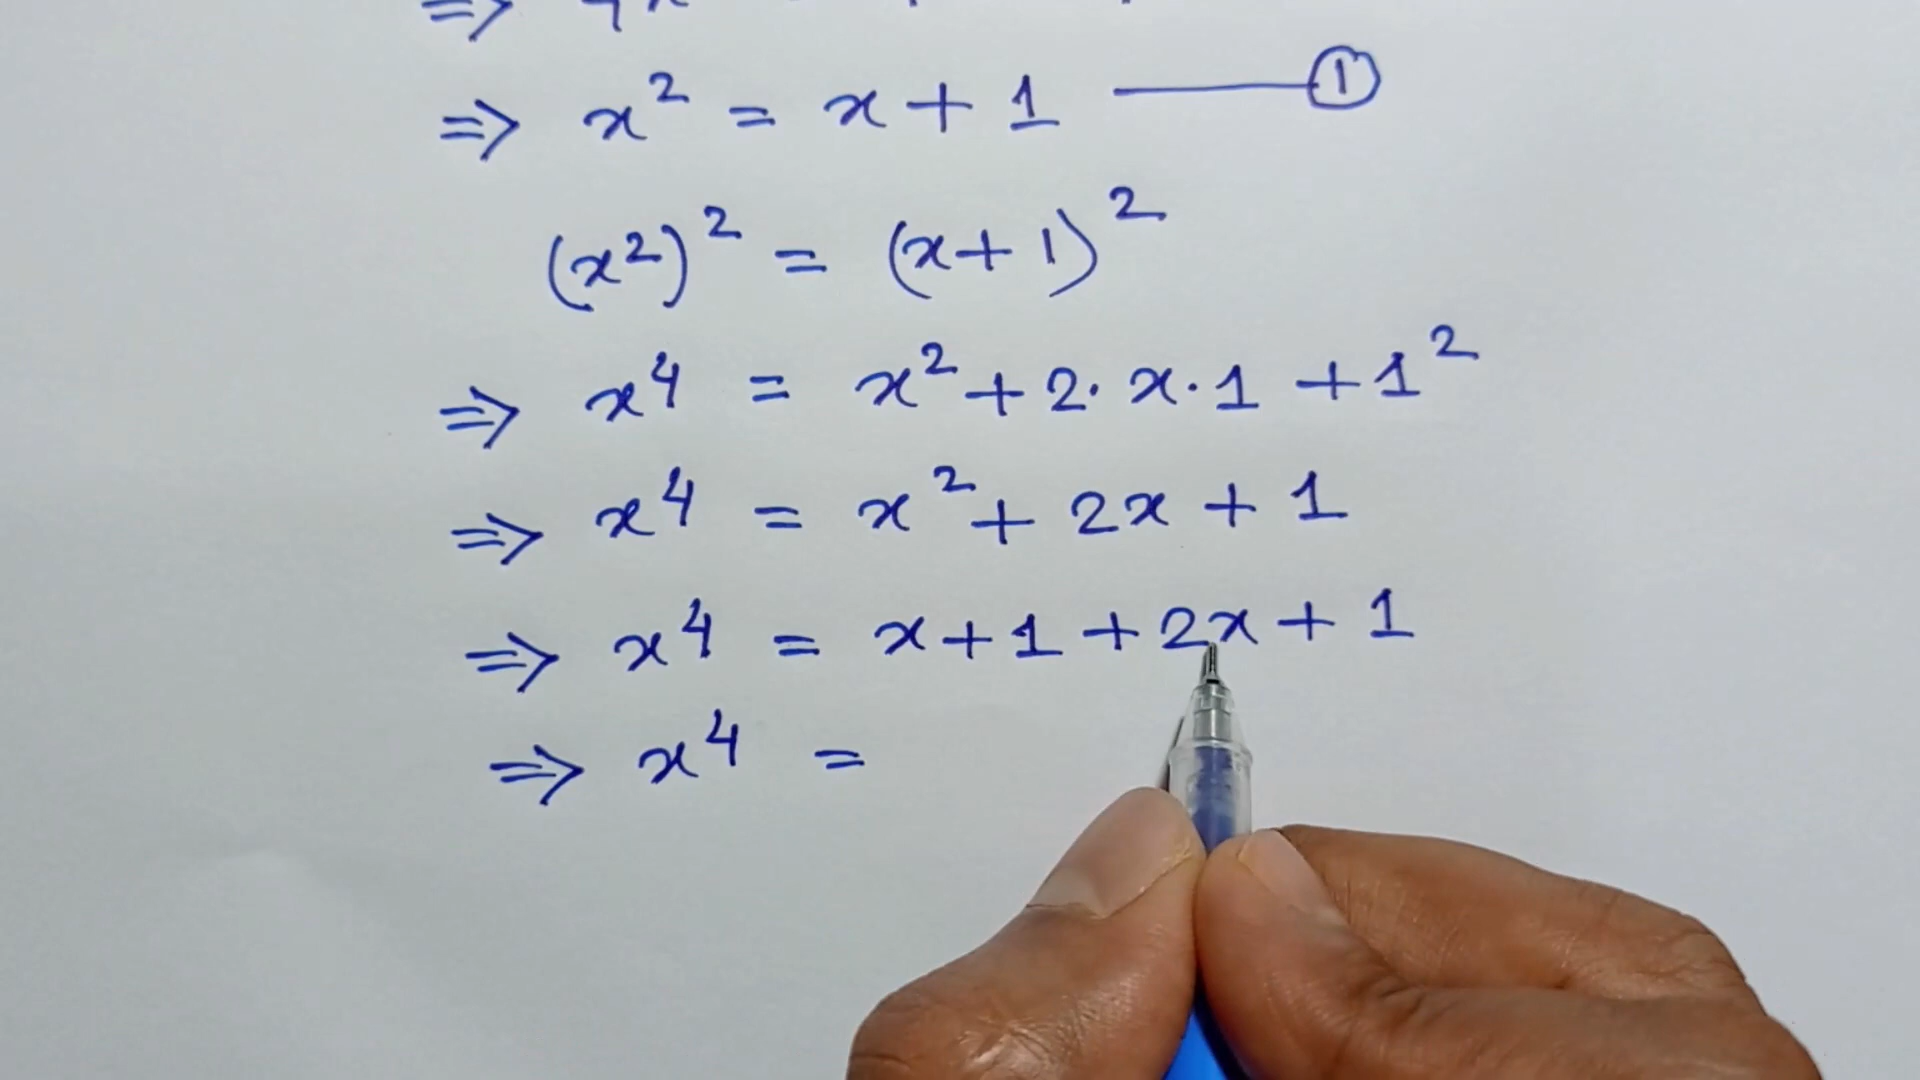 ⇒ x² = x + 1 —— ①
(x²)² = (x + 1)²
⇒ x⁴ = x² + 2· x · 1 + 1²
⇒ x⁴ = x² + 2x + 1
⇒ x⁴ = x + 1 + 2x + 1
⇒ x⁴ =